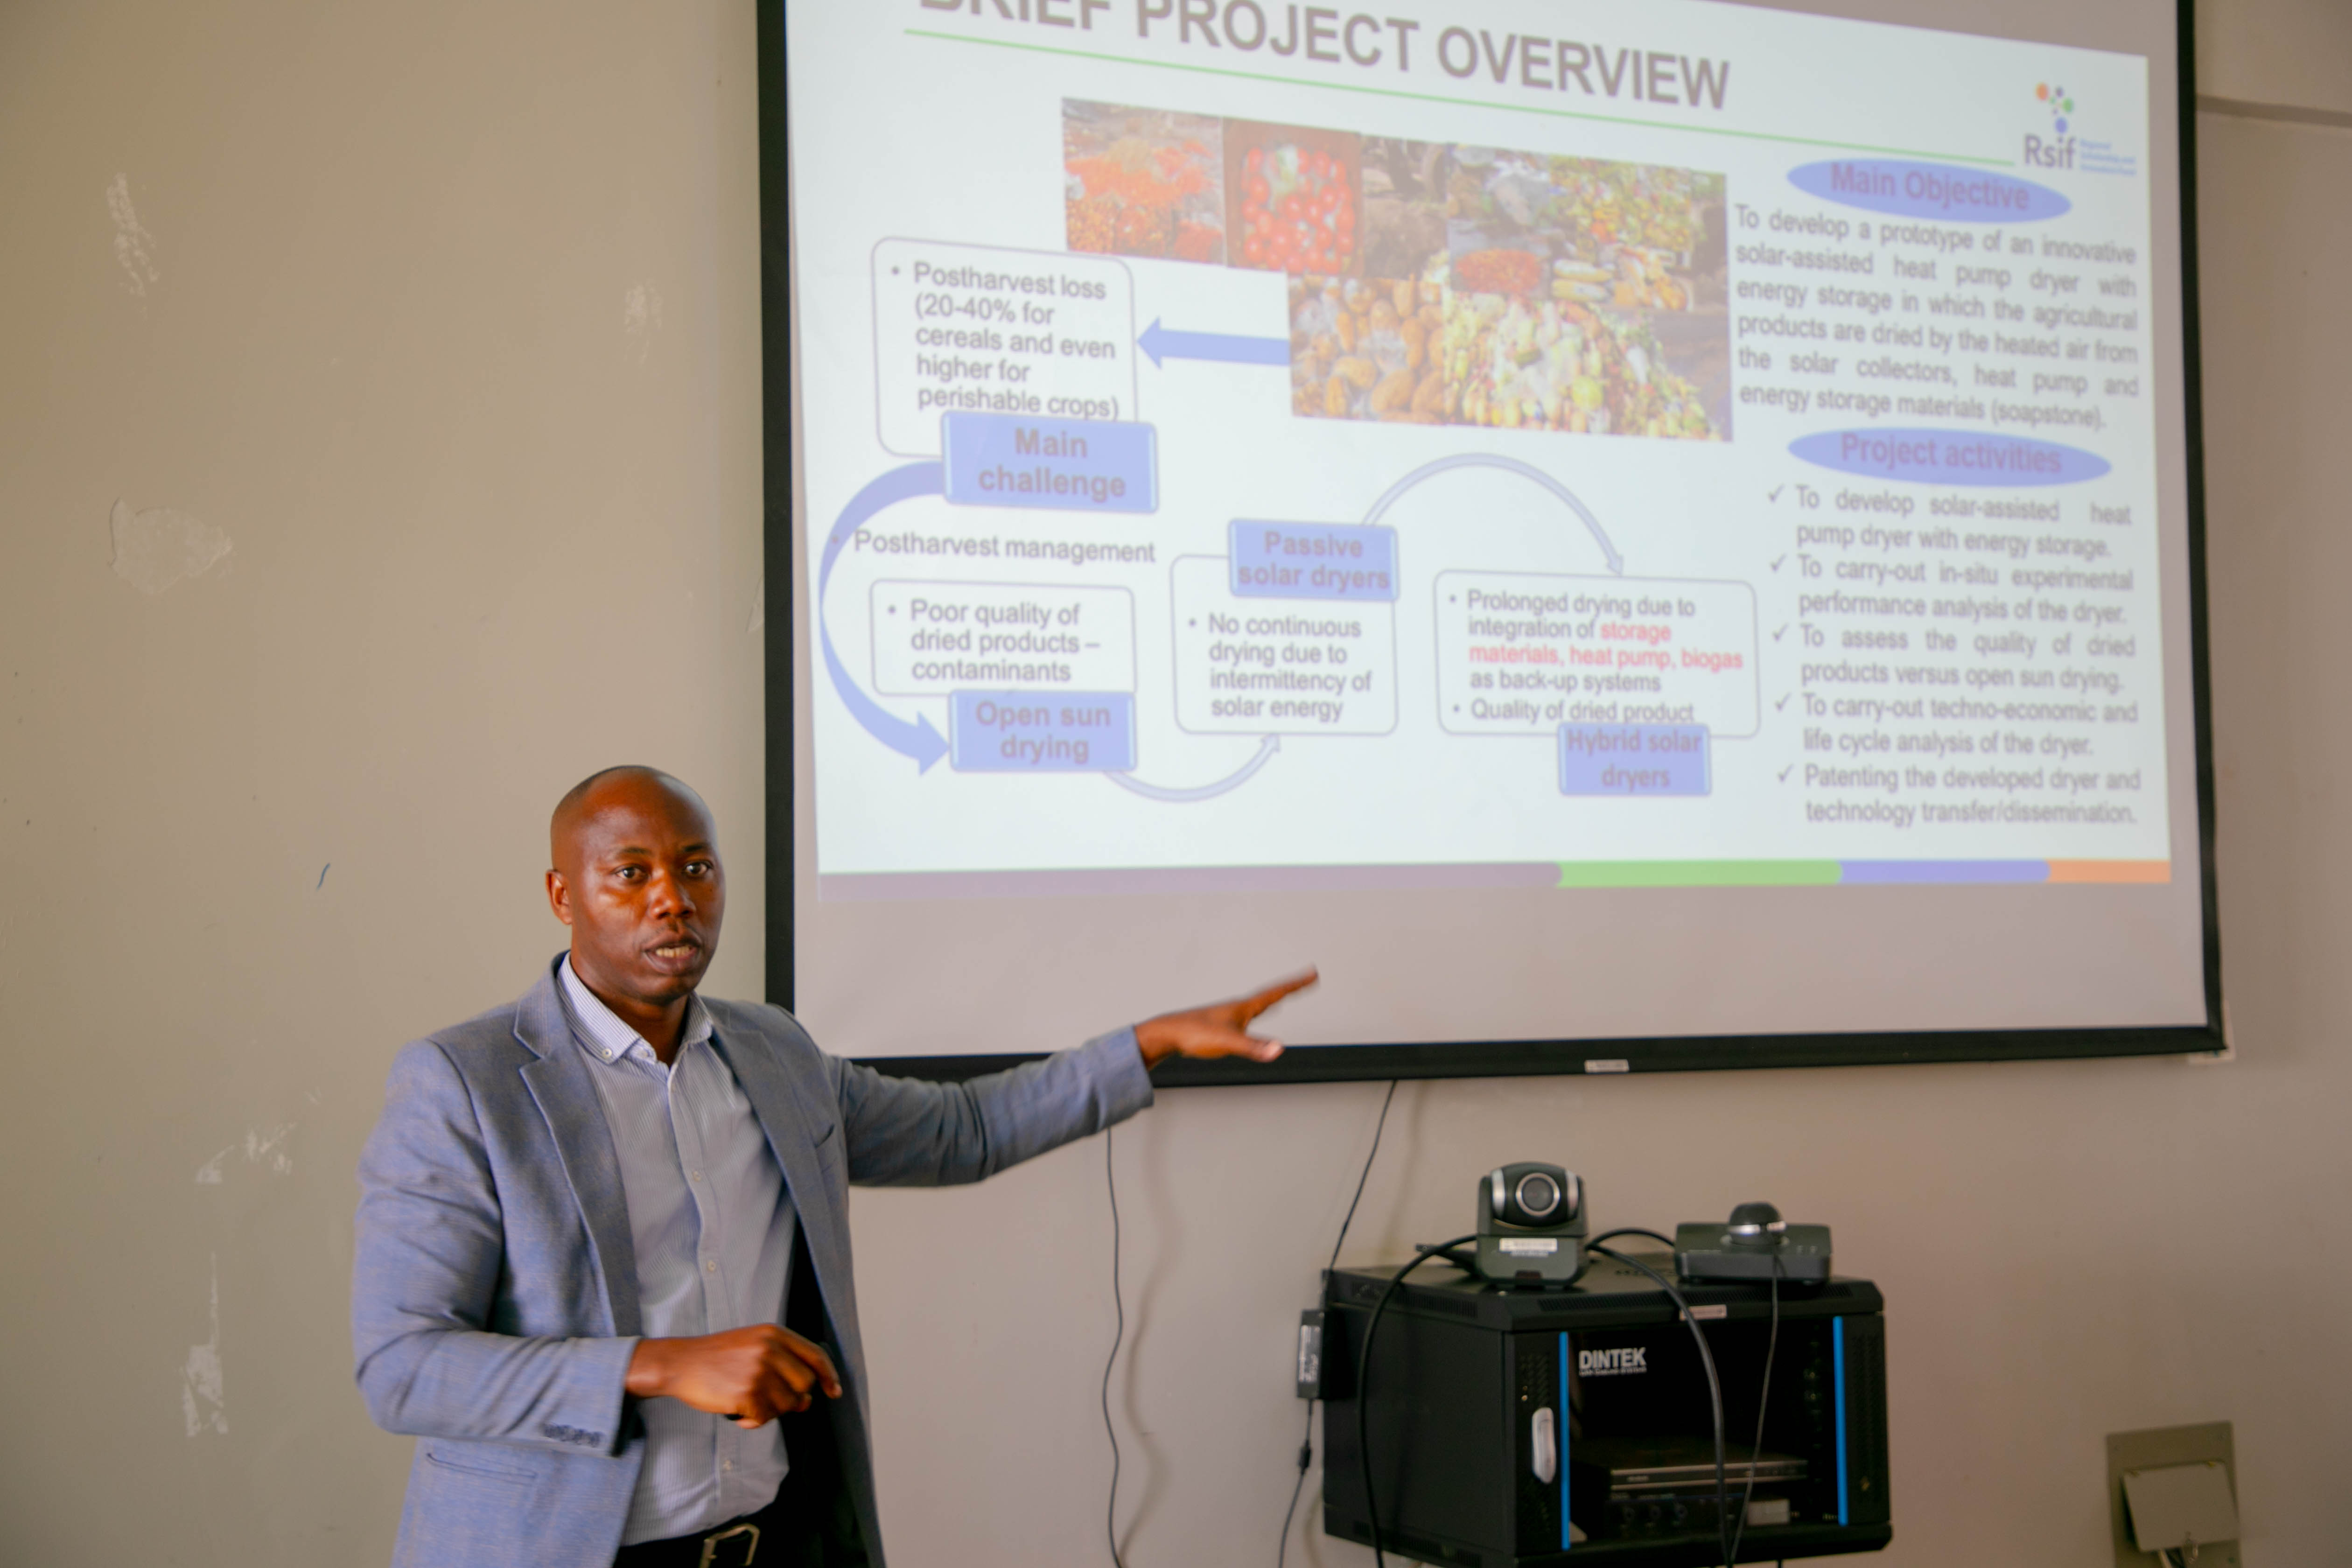 BRIEF PROJECT OVERVIEW
Rsif
• Postharvest loss
(20-40% for
cereals and even
higher for
perishable crops)
Main
challenge
• Postharvest management
• Poor quality of
dried products –
contaminants
Open sun
drying
Passive
solar dryers
• No continuous
drying due to
intermittency of
solar energy
• Prolonged drying due to
integration of storage
materials, heat pump, biogas
as back-up systems
• Quality of dried product
Hybrid solar
dryers
Main Objective
To develop a prototype of an innovative
solar-assisted heat pump dryer with
energy storage in which the agricultural
products are dried by the heated air from
the solar collectors, heat pump and
energy storage materials (soapstone).
Project activities
✓ To develop solar-assisted heat
pump dryer with energy storage.
✓ To carry-out in-situ experimental
performance analysis of the dryer.
✓ To assess the quality of dried
products versus open sun drying.
✓ To carry-out techno-economic and
life cycle analysis of the dryer.
✓ Patenting the developed dryer and
technology transfer/dissemination.
DINTEK